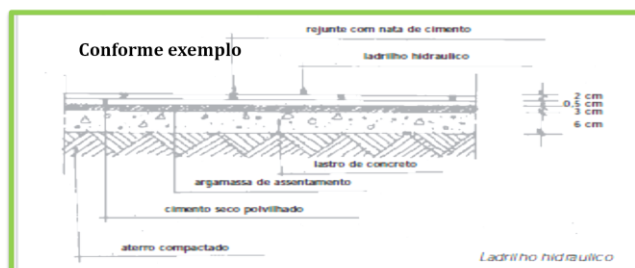 rejunte com nata de cimento
Conforme exemplo
ladrilho hidraulico
2 cm
0,5 cm
3 cm
6 cm
lastro de concreto
argamassa de assentamento
cimento seco polvilhado
aterro compactado
Ladrilho hidráulico